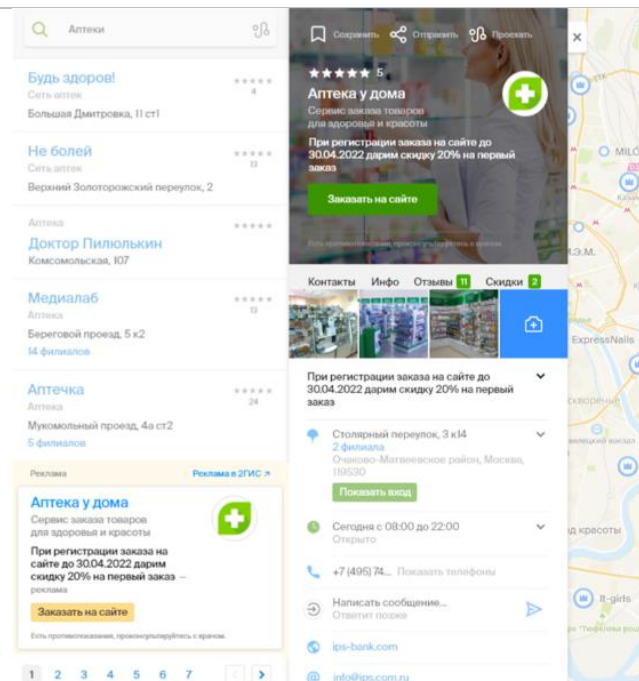 Аптеки
Будь здоров!
Сеть аптек
4
Большая Дмитровка, 11 ст1
Не болей
Сеть аптек
13
Верхний Золоторожский переулок, 2
Аптека
Доктор Пилюлькин
Комсомольская, 107
Медиалаб
Аптека
13
Береговой проезд, 5 к2
14 филиалов
Аптечка
Аптека
24
Мукомольный проезд, 4а ст2
5 филиалов
Реклама
Реклама в 2ГИС
Аптека у дома
Сервис заказа товаров
для здоровья и красоты
При регистрации заказа на
сайте до 30.04.2022 дарим
скидку 20% на первый заказ —
реклама
Заказать на сайте
Есть противопоказания, проконсультируйтесь с врачом.
1 2 3 4 5 6 7
Сохранить Отправить Проехать
5
Аптека у дома
Сервис заказа товаров
для здоровья и красоты
При регистрации заказа на сайте до
30.04.2022 дарим скидку 20% на первый
заказ
Заказать на сайте
Есть противопоказания, проконсультируйтесь с врачом.
Контакты Инфо Отзывы 11 Скидки 2
При регистрации заказа на сайте до
30.04.2022 дарим скидку 20% на первый
заказ
Столярный переулок, 3 к14
2 филиала
Очаково-Матвеевское район, Москва,
119530
Показать вход
Сегодня с 08:00 до 22:00
Открыто
+7 (495) 74... Показать телефоны
Написать сообщение...
Ответит позже
ips-bank.com
info@ips.com.ru
MILO
М.Э.М.
ExpressNails
It-girls